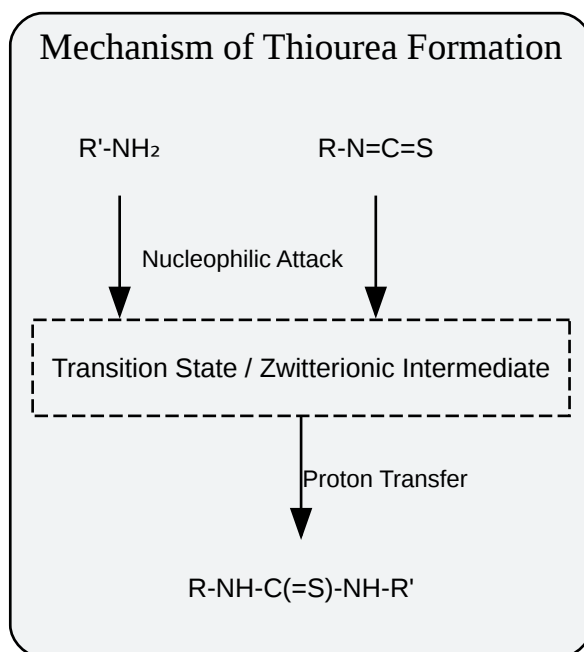 Mechanism of Thiourea Formation
R'-NH₂
R-N=C=S
Nucleophilic Attack
Transition State / Zwitterionic Intermediate
Proton Transfer
R-NH-C(=S)-NH-R'